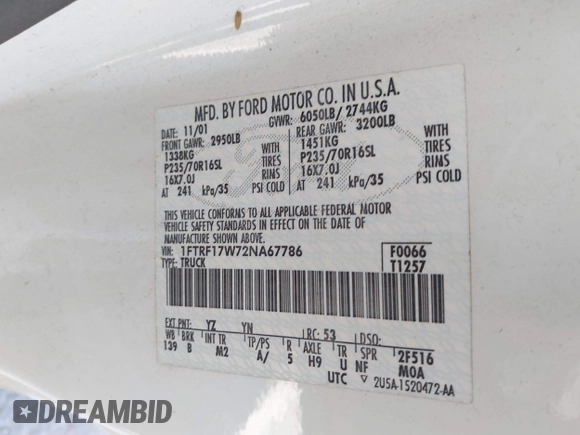 MFD. BY FORD MOTOR CO. IN U.S.A.
DATE: 11/01 GVWR: 6050LB/ 2744KG
FRONT GAWR: 2950LB REAR GAWR: 3200LB
1338KG WITH 1451KG WITH
P235/70R16SL TIRES P235/70R16SL TIRES
16X7.0J RIMS 16X7.0J RIMS
AT 241 kPa/35 PSI COLD AT 241 kPa/35 PSI COLD
THIS VEHICLE CONFORMS TO ALL APPLICABLE FEDERAL MOTOR
VEHICLE SAFETY STANDARDS IN EFFECT ON THE DATE OF
MANUFACTURE SHOWN ABOVE.
VIN: 1FTRF17W72NA67786 F0066
TYPE: TRUCK T1257
EXT PNT: YZ YN RC: 53 DSO:
WB BRK INT TR TP/PS R AXLE TR SPR 2F516
139 B M2 A/ 5 H9 U NF M0A
UTC 2U5A-1520472-AA
DREAMBID